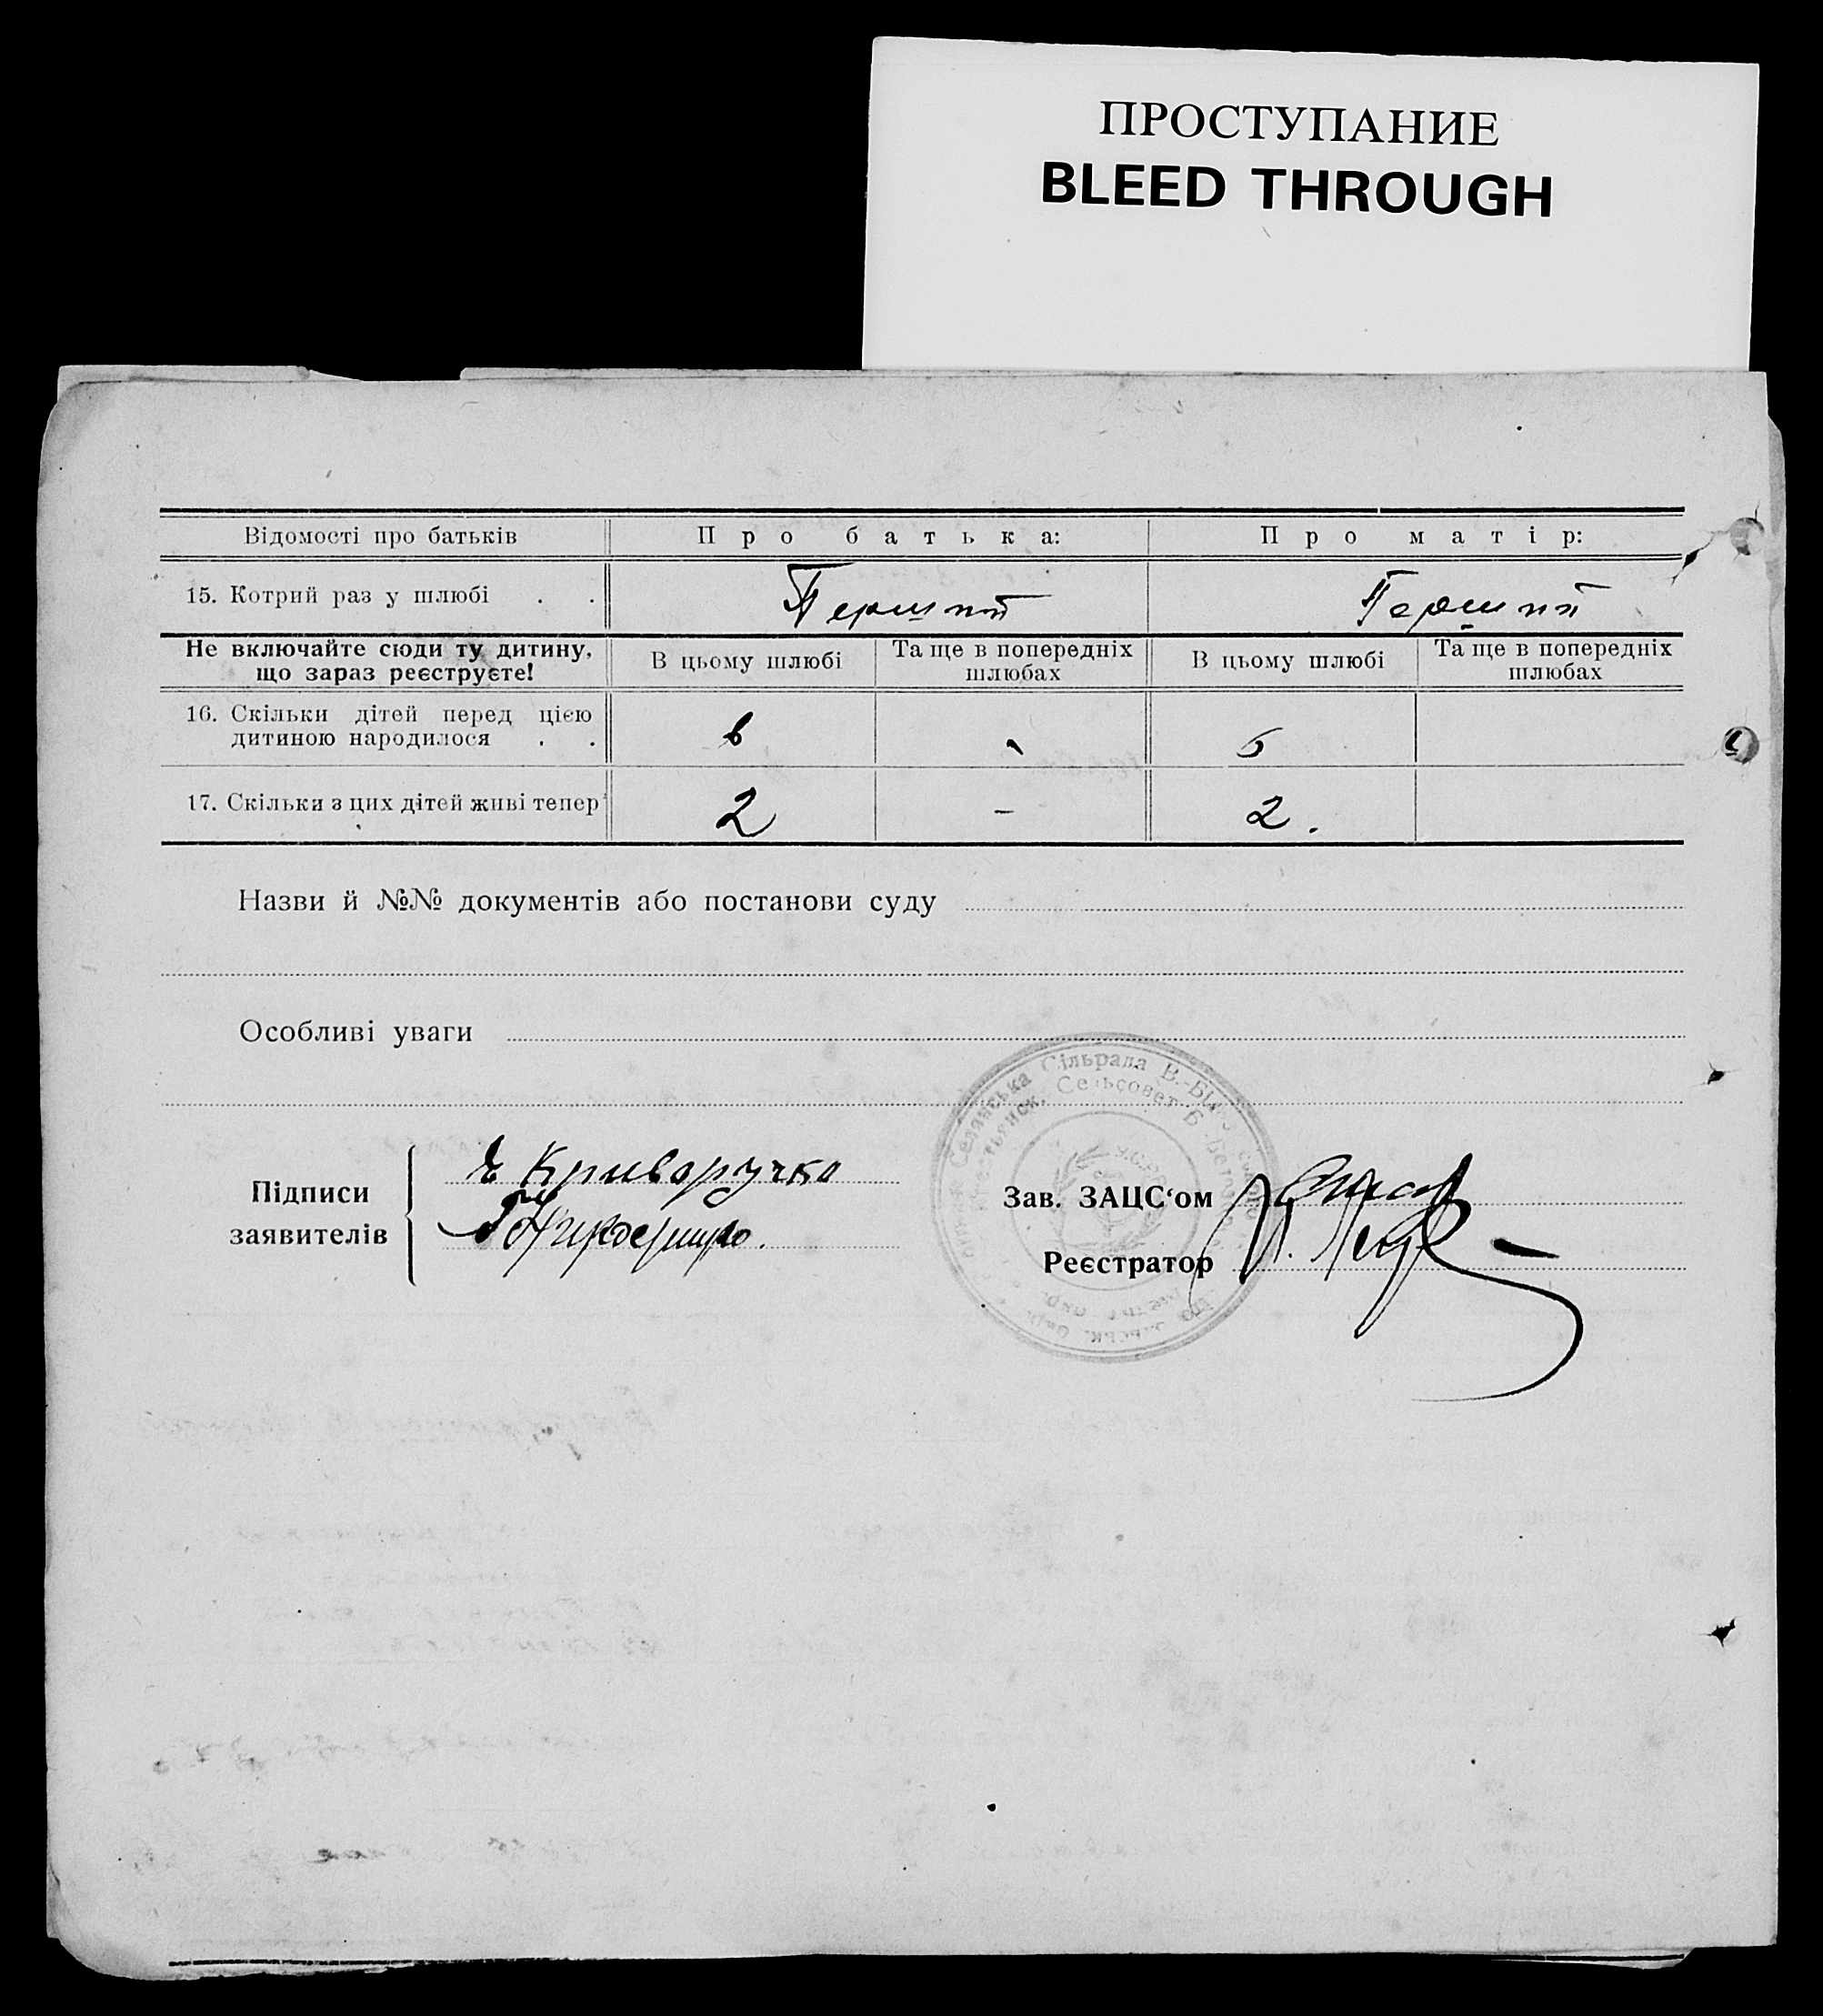 ПРОСТУПАНИЕ
BLEED THROUGH
Відомості про батьків Про батька: Про матір:
15. Котрий раз у шлюбі . . Перший Перший
Не включайте сюди ту дитину, що зараз реєструєте! В цьому шлюбі Та ще в попередніх шлюбах В цьому шлюбі Та ще в попередніх шлюбах
16. Скільки дітей перед цією
дитиною народилося . .
17. Скільки з цих дітей живі тепер 2 – 2.
Назви й №№ документів або постанови суду
Особливі уваги
Сільрада В.-Біл
Сельсовет Б
Підписи заявителів
Криворучко
Зав. ЗАЦС‘ом
Реєстратор